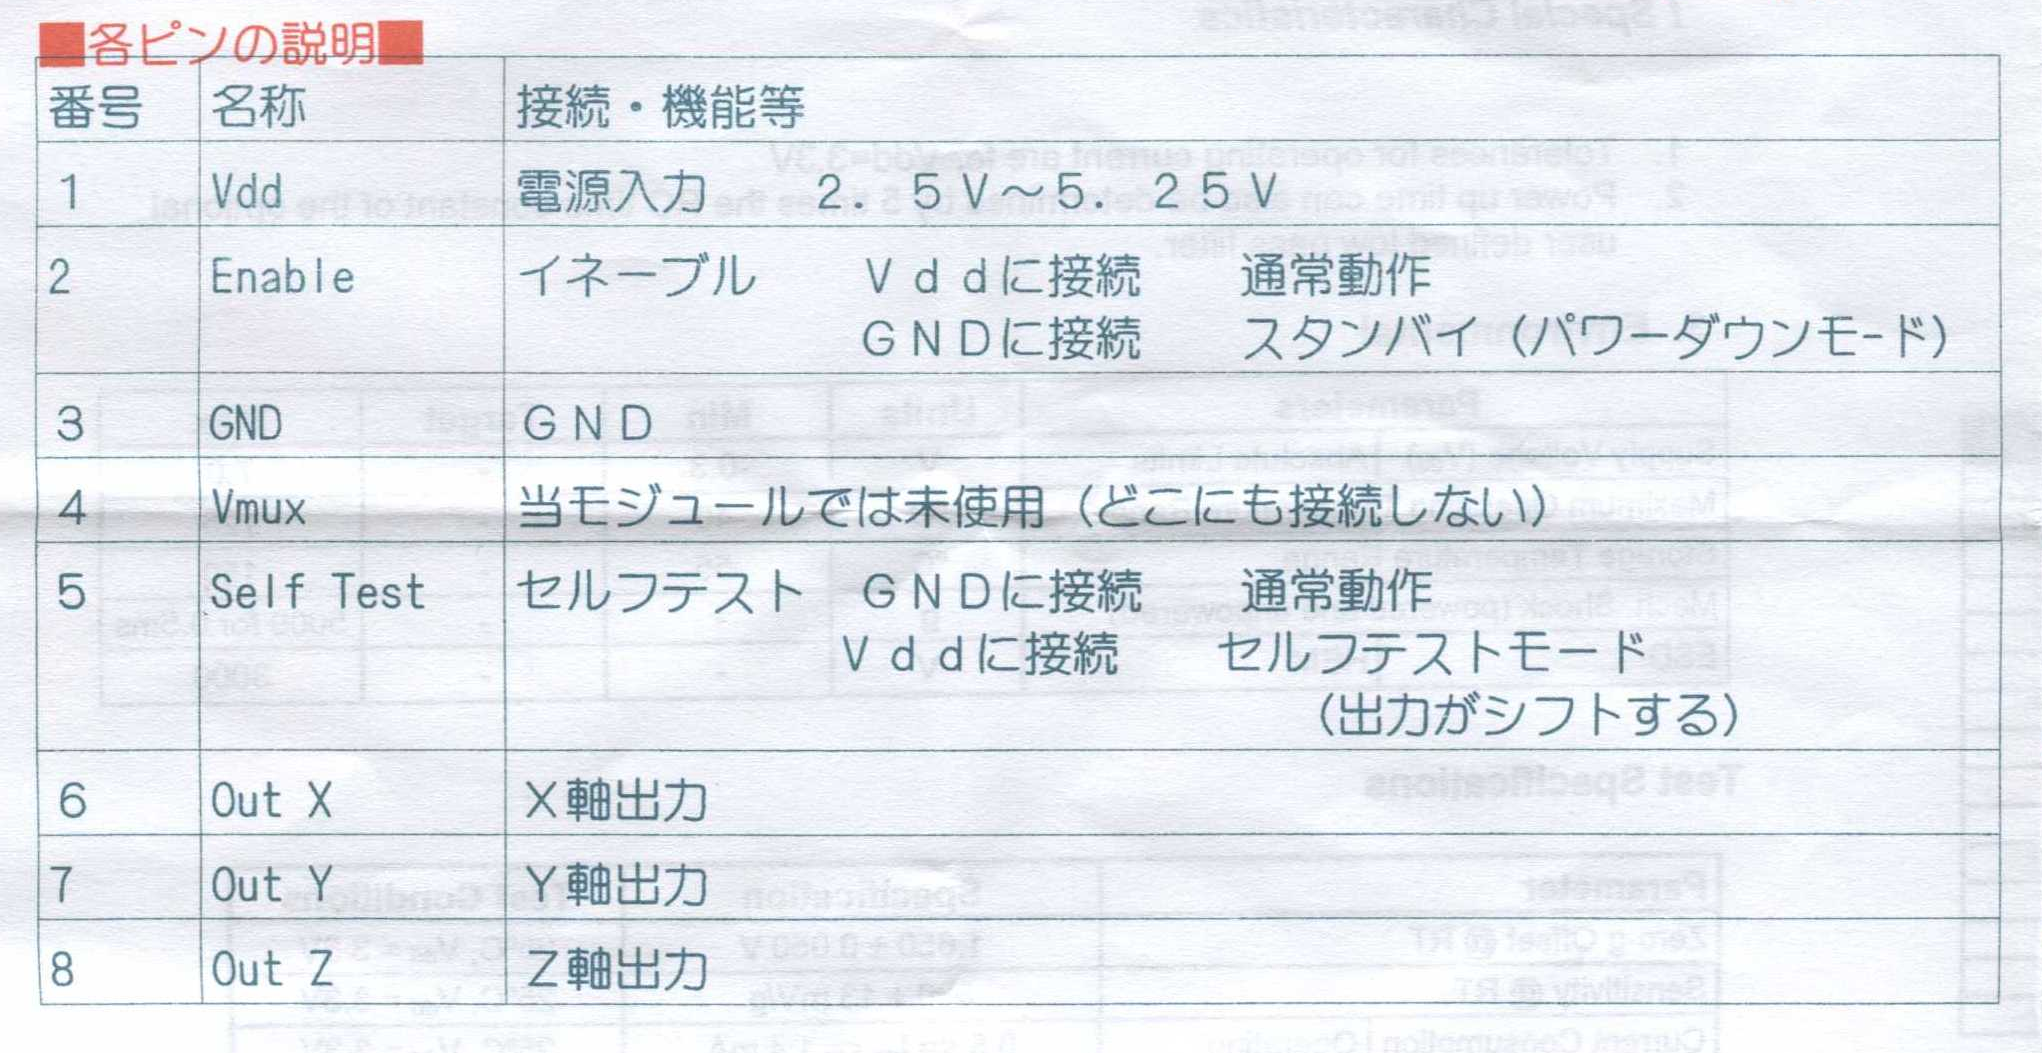 ■各ピンの説明■
番号 名称 接続・機能等
1 Vdd 電源入力 2.5V～5.25V
2 Enable イネーブル Vddに接続 通常動作
GNDに接続 スタンバイ(パワーダウンモード)
3 GND GND
4 Vmux 当モジュールでは未使用(どこにも接続しない)
5 Self Test セルフテスト GNDに接続 通常動作
Vddに接続 セルフテストモード
(出力がシフトする)
6 Out X X軸出力
7 Out Y Y軸出力
8 Out Z Z軸出力